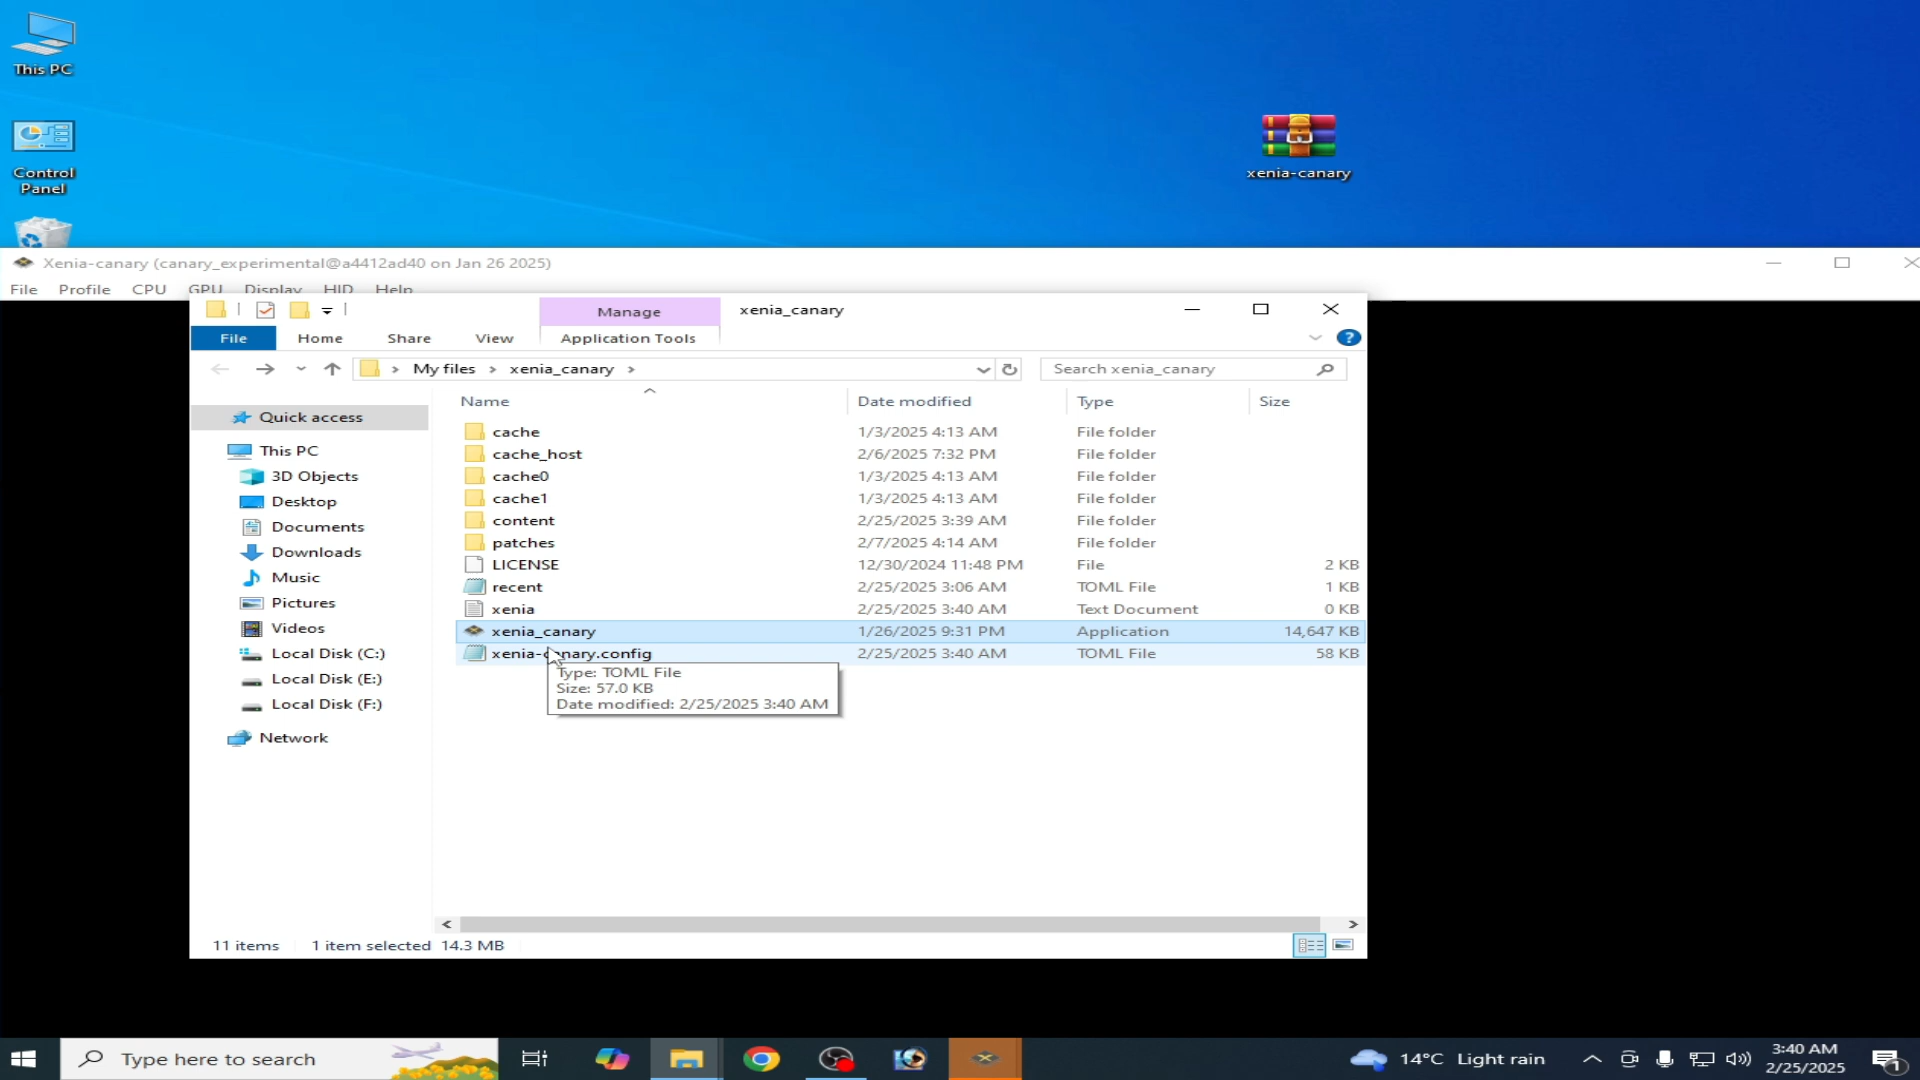 This PC
Control
Panel
xenia-canary
Xenia-canary (canary_experimental@a4412ad40 on Jan 26 2025)
File Profile CPU GPU Display HID Help
Manage xenia_canary
File Home Share View Application Tools
My files xenia_canary Search xenia_canary
Name Date modified Type Size
Quick access
This PC
3D Objects
Desktop
Documents
Downloads
Music
Pictures
Videos
Local Disk (C:)
Local Disk (E:)
Local Disk (F:)
Network
cache 1/3/2025 4:13 AM File folder
cache_host 2/6/2025 7:32 PM File folder
cache0 1/3/2025 4:13 AM File folder
cache1 1/3/2025 4:13 AM File folder
content 2/25/2025 3:39 AM File folder
patches 2/7/2025 4:14 AM File folder
LICENSE 12/30/2024 11:48 PM File 2 KB
recent 2/25/2025 3:06 AM TOML File 1 KB
xenia 2/25/2025 3:40 AM Text Document 0 KB
xenia_canary 1/26/2025 9:31 PM Application 14,647 KB
xenia-canary.config 2/25/2025 3:40 AM TOML File 58 KB
Type: TOML File
Size: 57.0 KB
Date modified: 2/25/2025 3:40 AM
11 items 1 item selected 14.3 MB
Type here to search
14°C Light rain
3:40 AM
2/25/2025
1